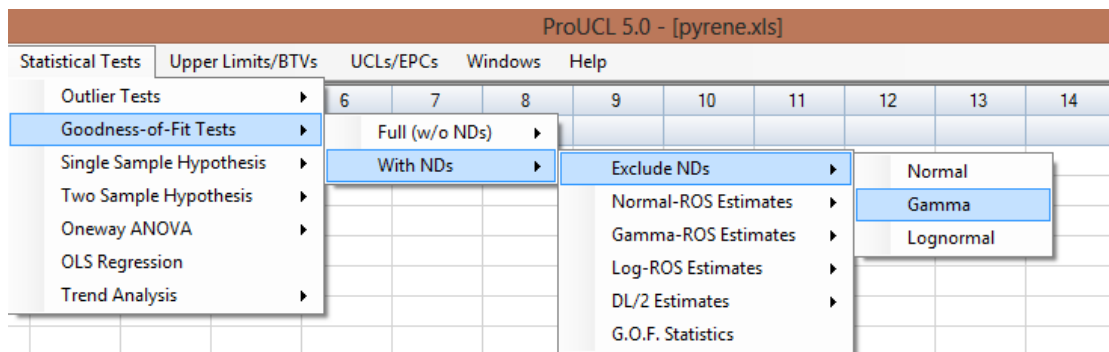 ProUCL 5.0 - [pyrene.xls]
Statistical Tests Upper Limits/BTVs UCLs/EPCs Windows Help
Outlier Tests 6 7 8 9 10 11 12 13 14
Goodness-of-Fit Tests Full (w/o NDs)
Single Sample Hypothesis With NDs Exclude NDs Normal
Two Sample Hypothesis Normal-ROS Estimates Gamma
Oneway ANOVA Gamma-ROS Estimates Lognormal
OLS Regression Log-ROS Estimates
Trend Analysis DL/2 Estimates
G.O.F. Statistics